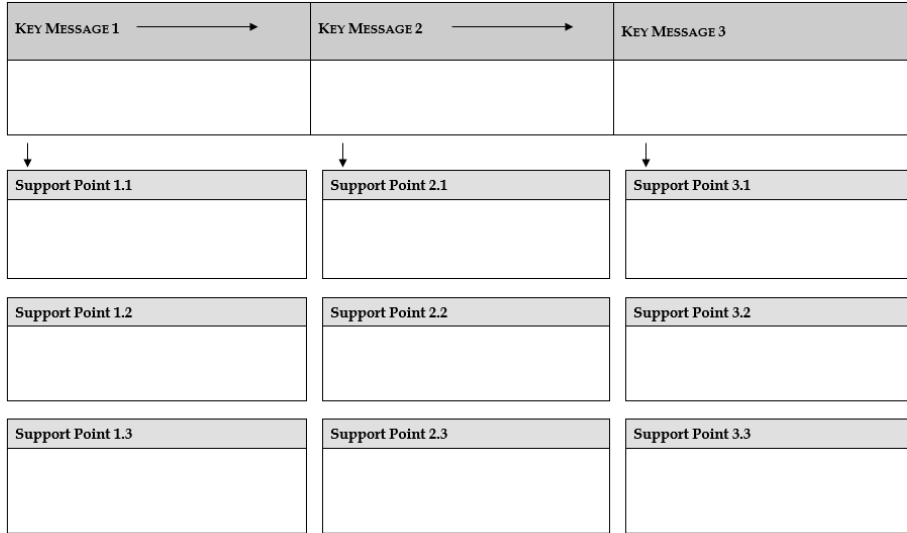 KEY MESSAGE 1 KEY MESSAGE 2 KEY MESSAGE 3
Support Point 1.1 Support Point 2.1 Support Point 3.1
Support Point 1.2 Support Point 2.2 Support Point 3.2
Support Point 1.3 Support Point 2.3 Support Point 3.3